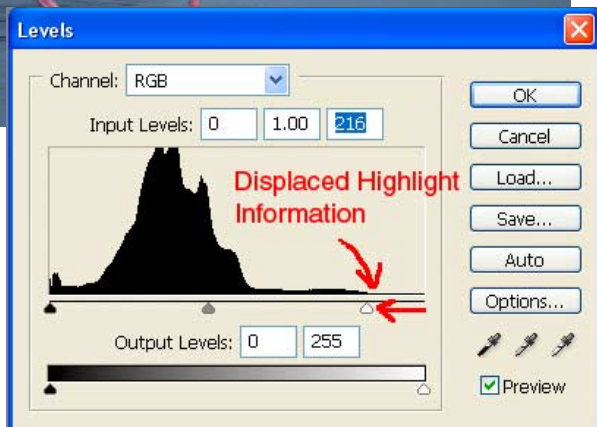 Levels
Channel: RGB
OK
Input Levels: 0 1.00 216
Cancel
Displaced Highlight
Information
Load...
Save...
Auto
Options...
Output Levels: 0 255
Preview